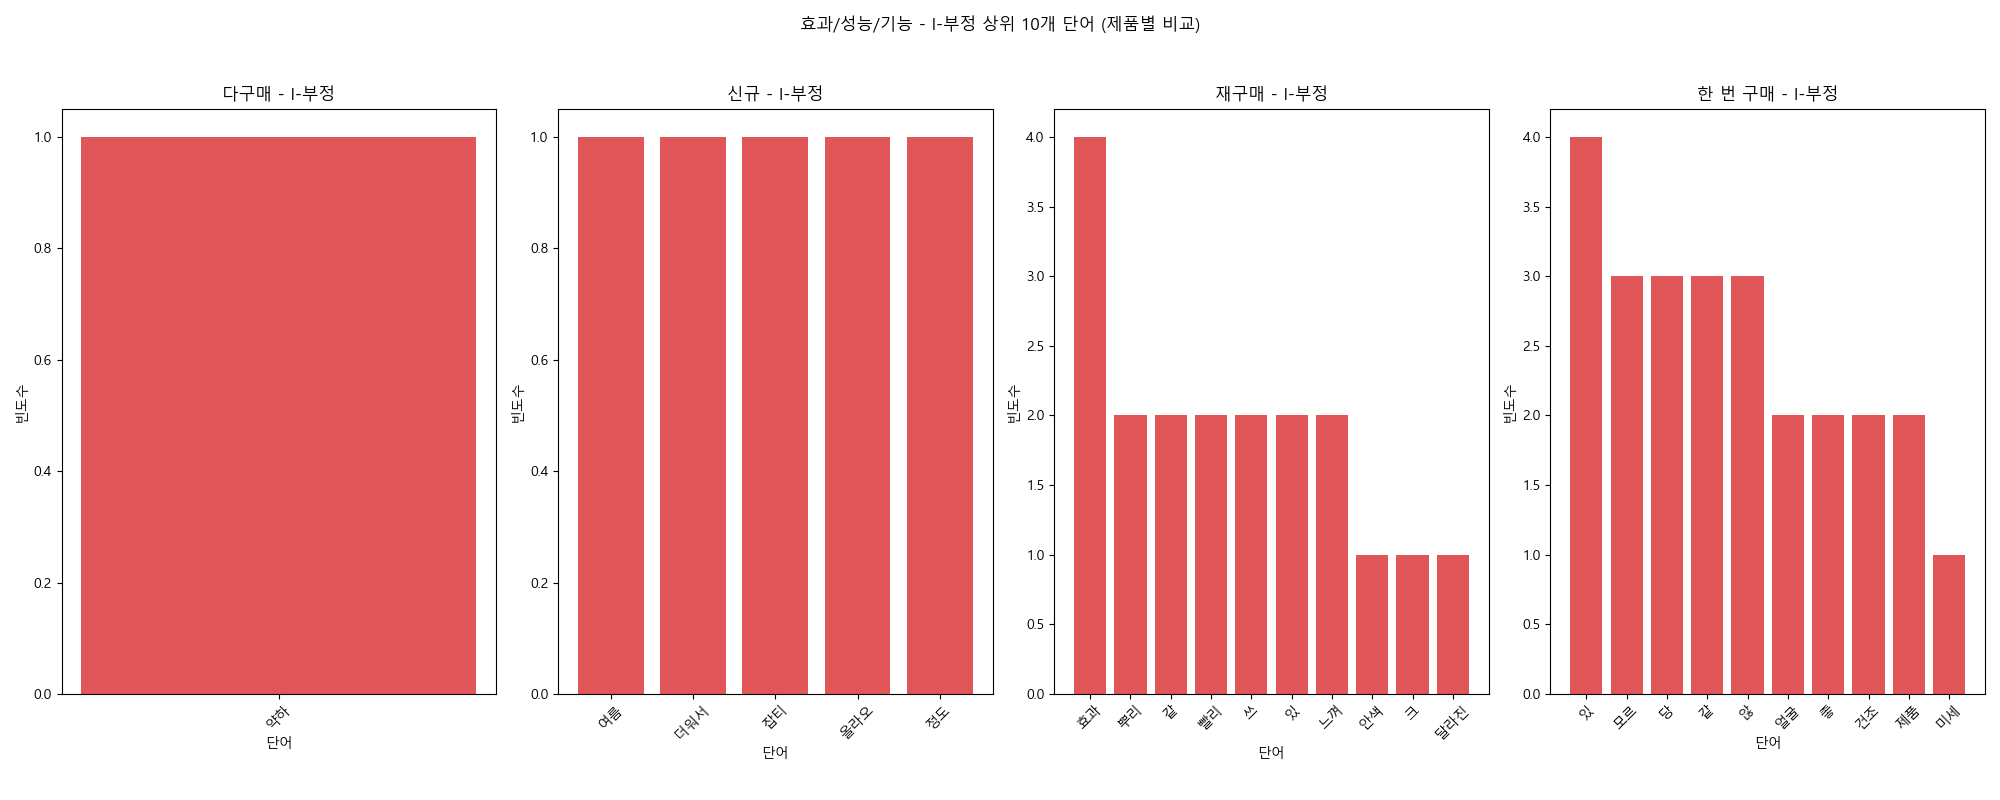 효과/성능/기능 - I-부정 상위 10개 단어 (제품별 비교)
다구매 - I-부정
1.0
0.8
0.6
0.4
0.2
0.0
빈도수
약하
단어
신규 - I-부정
1.0
0.8
0.6
0.4
0.2
0.0
빈도수
여름 더워서 잡티 올라오 정도
단어
재구매 - I-부정
4.0
3.5
3.0
2.5
2.0
1.5
1.0
0.5
0.0
빈도수
효과 뿌리 같 빨리 쓰 있 느껴 안색 크 달라진
단어
한 번 구매 - I-부정
4.0
3.5
3.0
2.5
2.0
1.5
1.0
0.5
0.0
빈도수
있 모르 당 같 않 얼굴 좋 건조 제품 미세
단어